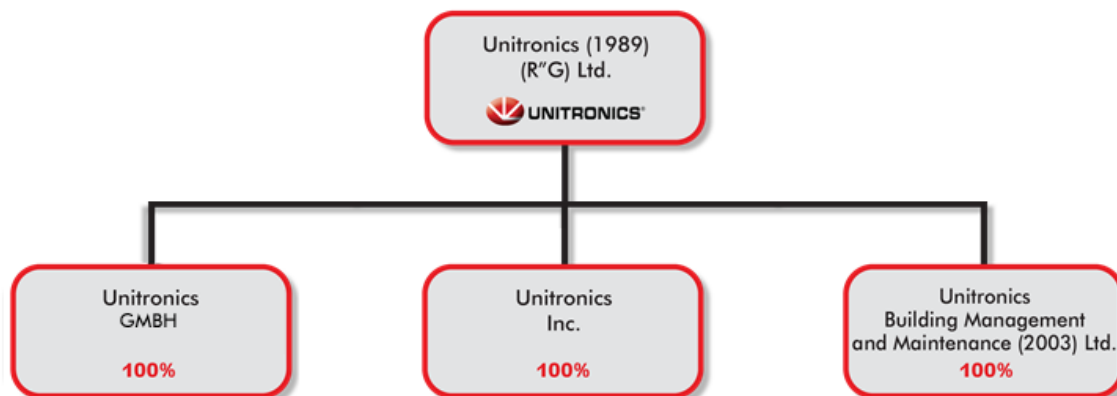 Unitronics (1989)
(R”G) Ltd.
UNITRONICS®
Unitronics
GMBH
100%
Unitronics
Inc.
100%
Unitronics
Building Management
and Maintenance (2003) Ltd.
100%